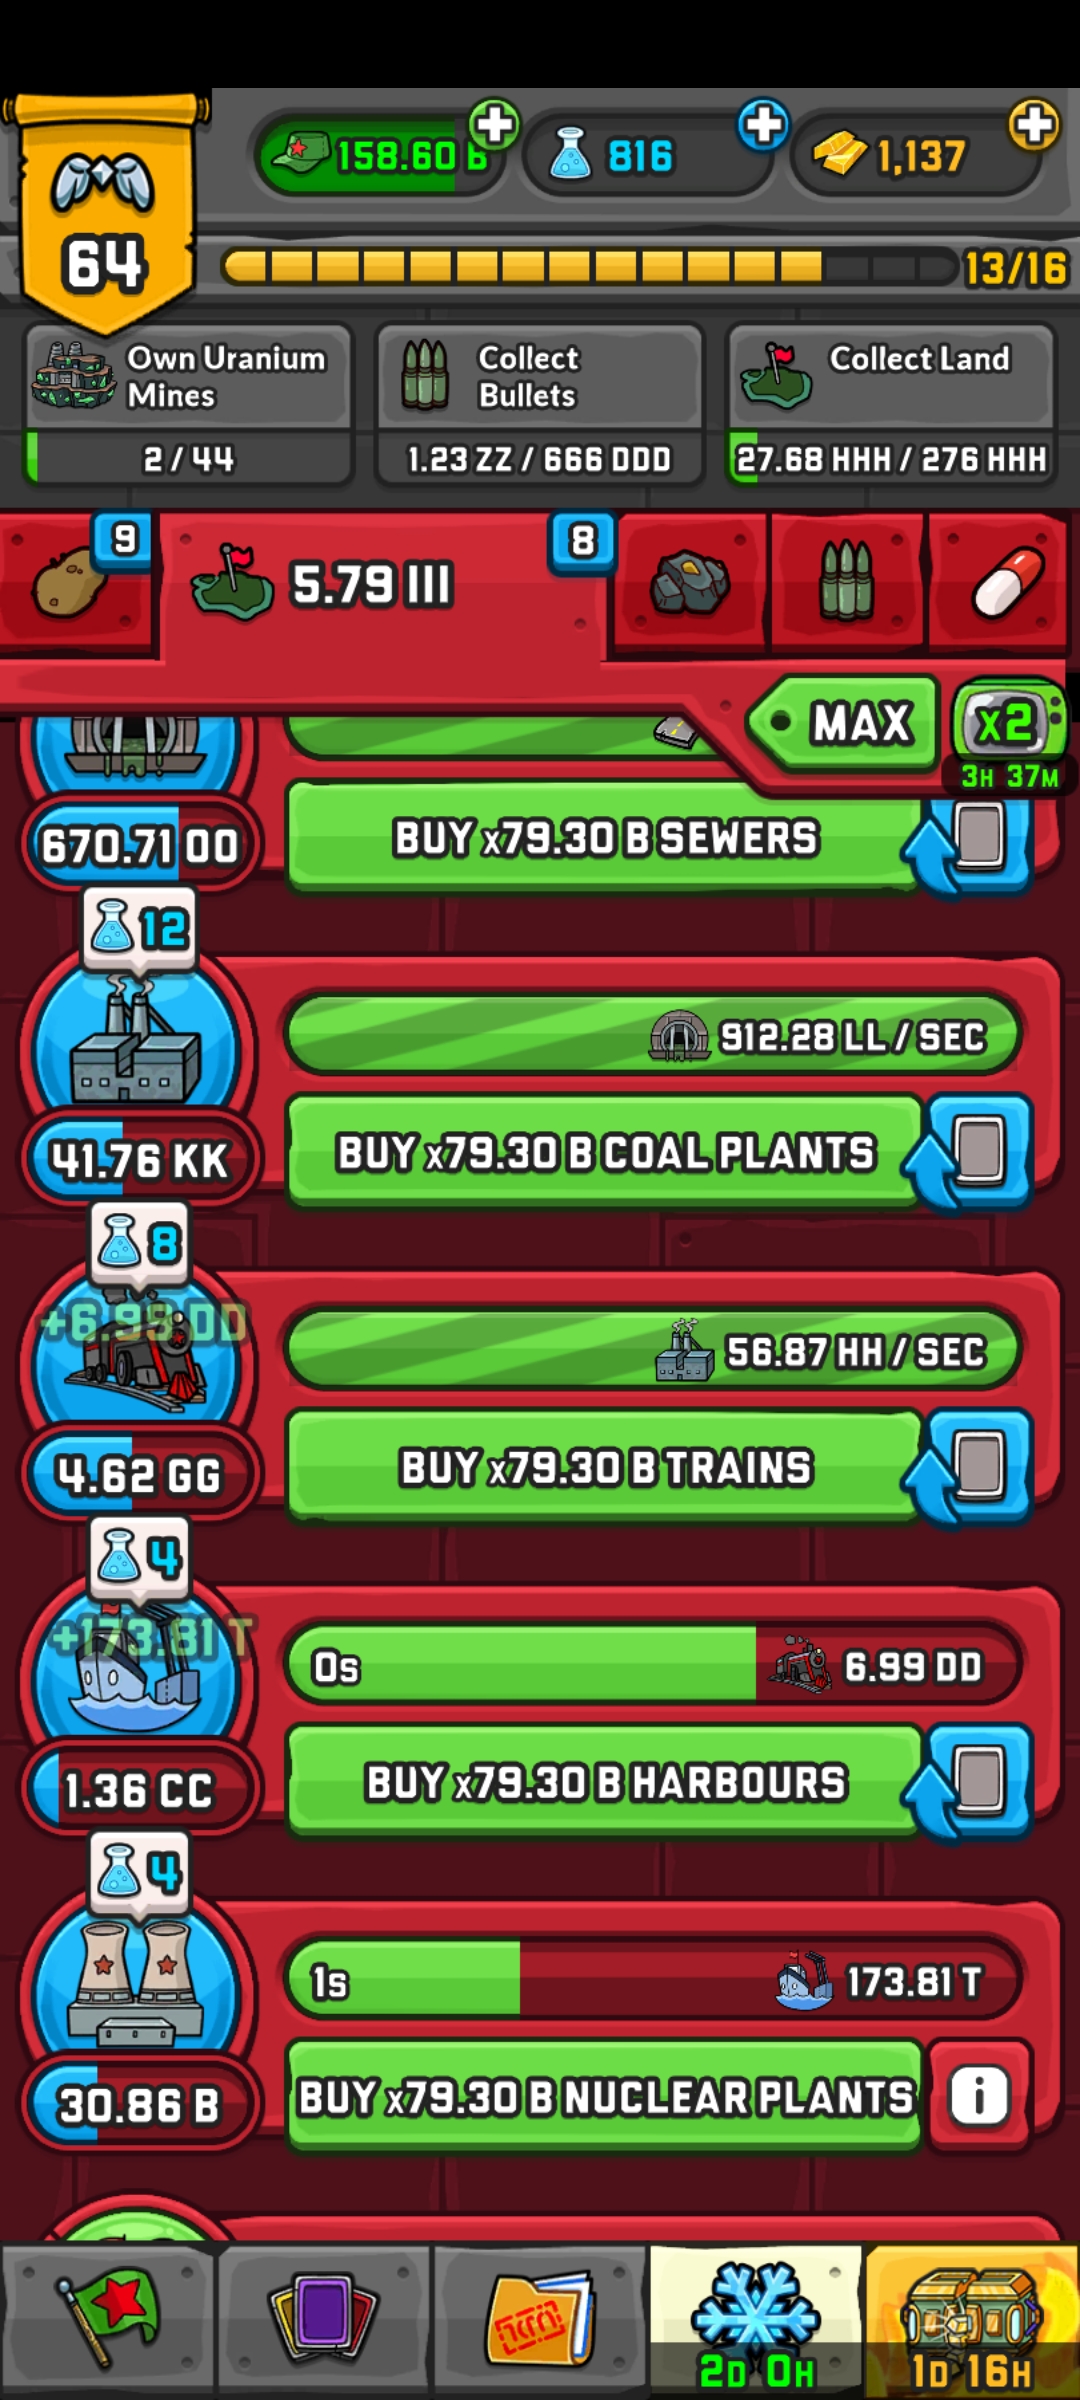 158.60 B
816
1,137
64
13/16
Own Uranium
Mines
2 / 44
Collect
Bullets
1.23 ZZ / 666 DDD
Collect Land
27.68 HHH / 276 HHH
9
5.79 III
8
MAX
x2
3H 37M
670.71 OO
BUY x79.30 B SEWERS
12
912.28 LL / SEC
41.76 KK
BUY x79.30 B COAL PLANTS
8
+6.99 DD
56.87 HH / SEC
4.62 GG
BUY x79.30 B TRAINS
4
+173.81 T
0s
6.99 DD
1.36 CC
BUY x79.30 B HARBOURS
4
1s
173.81 T
30.86 B
BUY x79.30 B NUCLEAR PLANTS
i
2D 0H
1D 16H